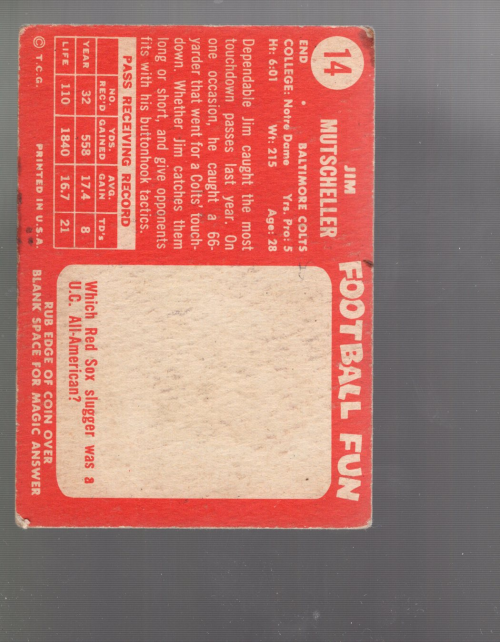 14
JIM
MUTSCHELLER
END • BALTIMORE COLTS
COLLEGE: Notre Dame Yrs. Pro: 5
Ht: 6:01 Wt: 215 Age: 28
Dependable Jim caught the most
touchdown passes last year. On
one occasion, he caught a 66-
yarder that went for a Colts' touch-
down. Whether Jim catches them
long or short, and give opponents
fits with his buttonhook tactics.
PASS RECEIVING RECORD
NO. REC'D YDS. GAINED AVG. GAIN TD's
YEAR 32 558 17.4 8
LIFE 110 1840 16.7 21
© T.C.G. PRINTED IN U.S.A.
FOOTBALL FUN
Which Red Sox slugger was a
U.C. All-American?
RUB EDGE OF COIN OVER
BLANK SPACE FOR MAGIC ANSWER